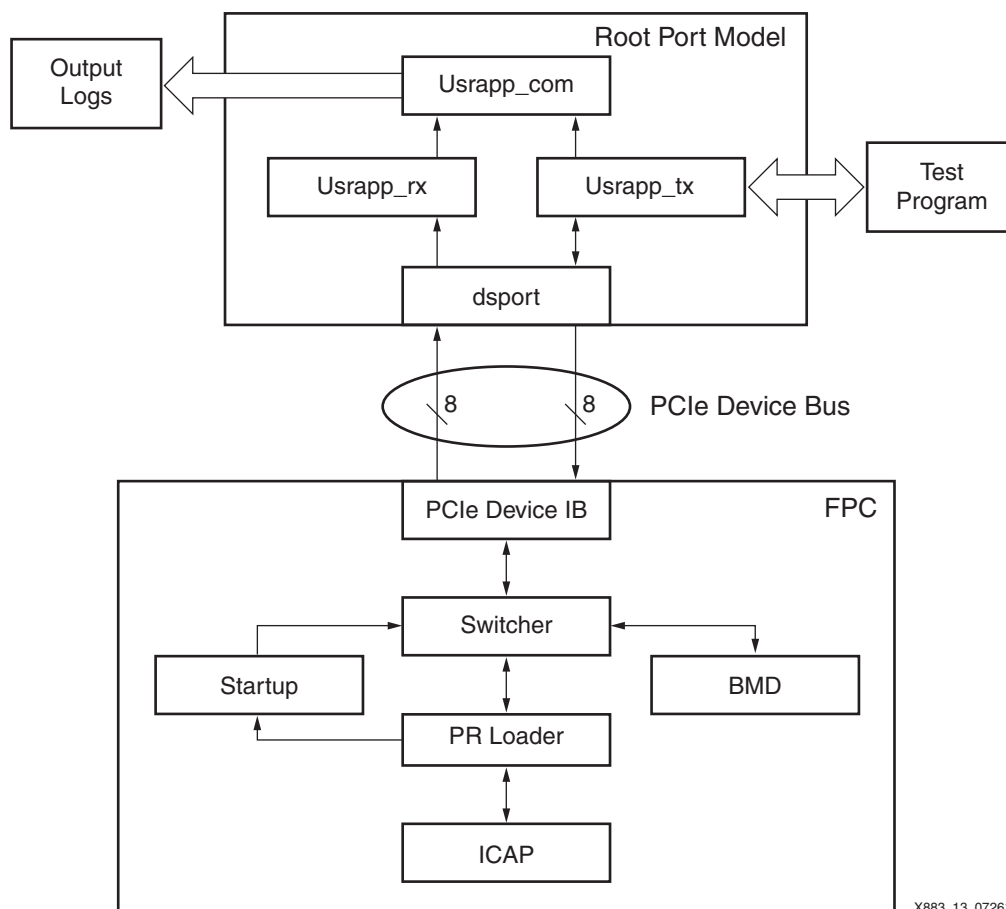 Root Port Model
Output
Logs
Usrapp_com
Usrapp_rx
Usrapp_tx
Test
Program
dsport
8
8
PCIe Device Bus
PCIe Device IB
FPC
Switcher
Startup
BMD
PR Loader
ICAP
X883_13_0726